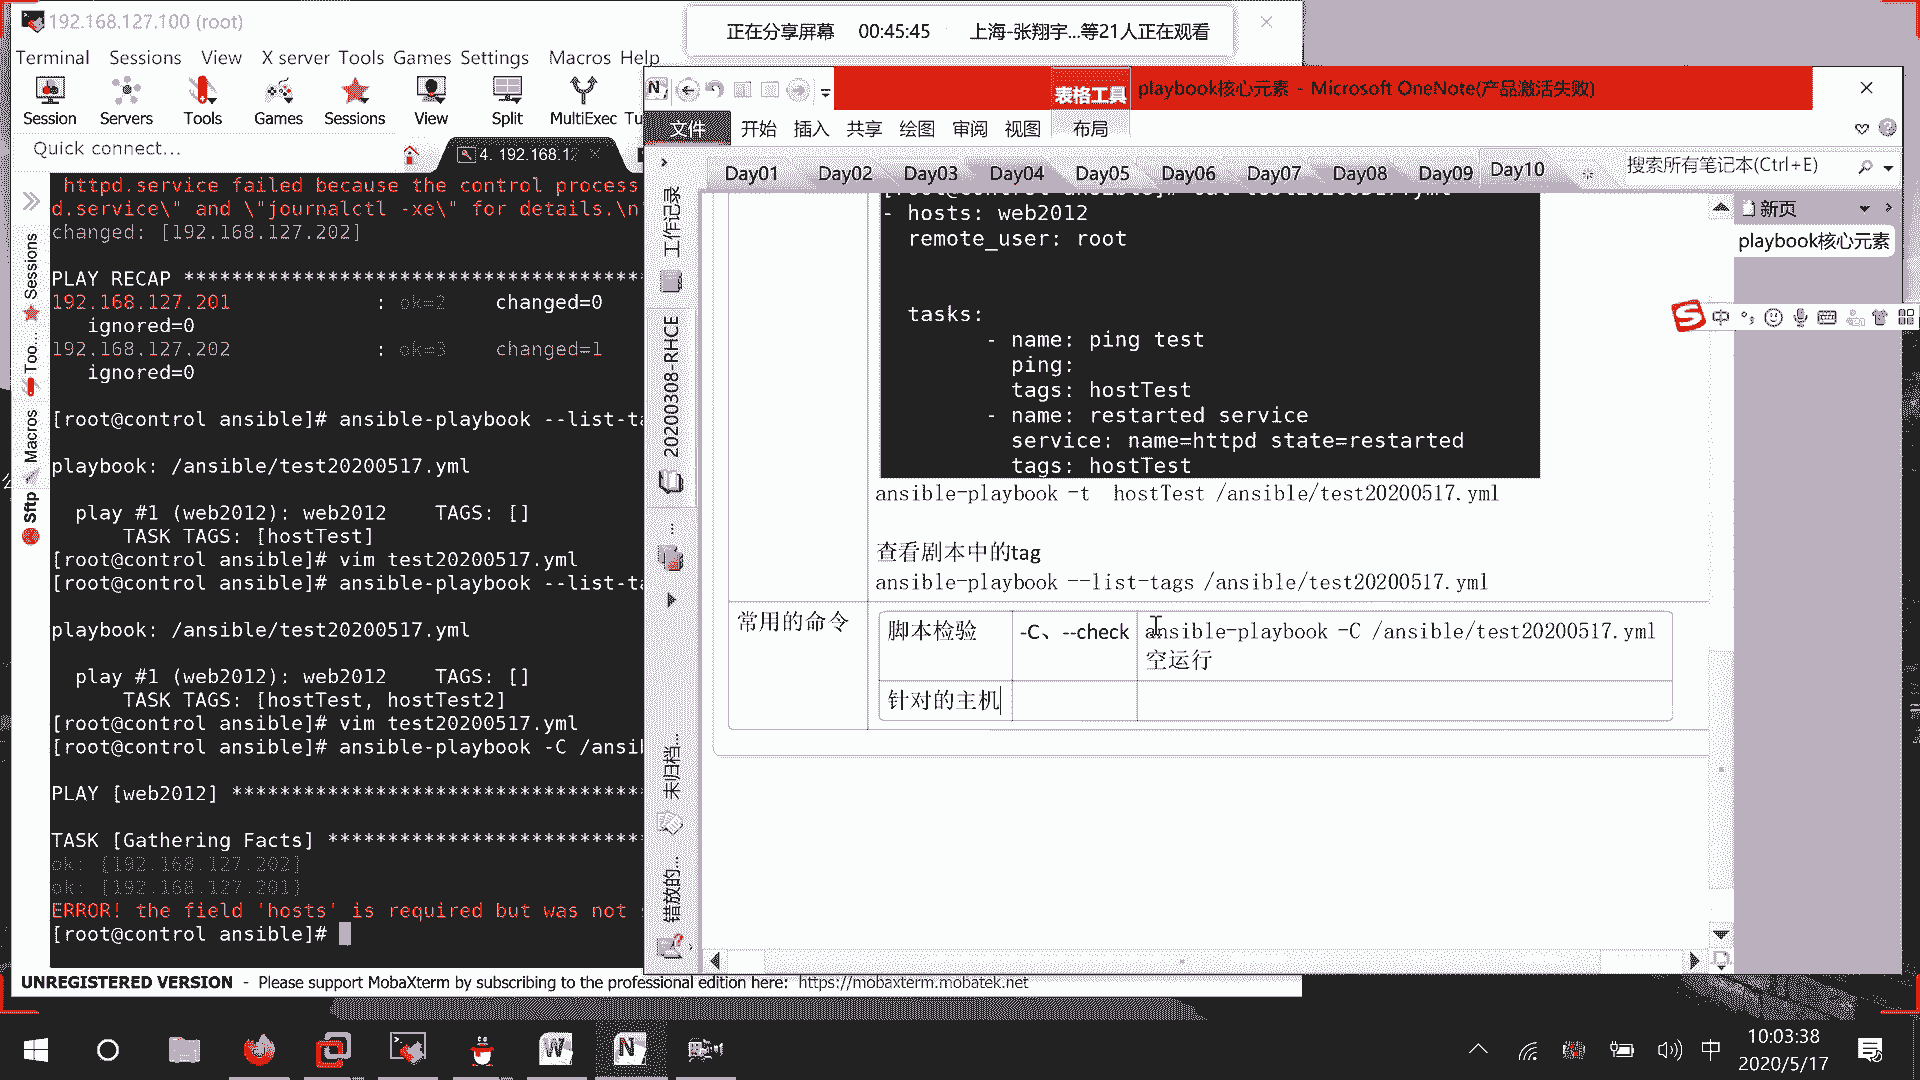 192.168.127.100 (root)
Terminal Sessions View X server Tools Games Settings Macros Help
Session Servers Tools Games Sessions View Split MultiExec Tu
Quick connect...
4. 192.168.12
Sessions
Too...
Macros
Sftp
httpd.service failed because the control process
d.service\" and \"journalctl -xe\" for details.\n
changed: [192.168.127.202]
PLAY RECAP
192.168.127.201 : ok=2 changed=0
ignored=0
192.168.127.202 : ok=3 changed=1
ignored=0
[root@control ansible]# ansible-playbook --list-ta
playbook: /ansible/test20200517.yml
play #1 (web2012): web2012 TAGS: []
TASK TAGS: [hostTest]
[root@control ansible]# vim test20200517.yml
[root@control ansible]# ansible-playbook --list-ta
playbook: /ansible/test20200517.yml
play #1 (web2012): web2012 TAGS: []
TASK TAGS: [hostTest, hostTest2]
[root@control ansible]# vim test20200517.yml
[root@control ansible]# ansible-playbook -C /ansi
PLAY [web2012] ***********************************
TASK [Gathering Facts] ***************************
ok: [192.168.127.202]
ok: [192.168.127.201]
ERROR! the field 'hosts' is required but was not
[root@control ansible]#
UNREGISTERED VERSION - Please support MobaXterm by subscribing to the professional edition here: https://mobaxterm.mobatek.net
正在分享屏幕 00:45:45 上海-张翔宇...等21人正在观看
表格工具 playbook核心元素 - Microsoft OneNote(产品激活失败)
文件 开始 插入 共享 绘图 审阅 视图 布局
Day01 Day02 Day03 Day04 Day05 Day06 Day07 Day08 Day09 Day10
搜索所有笔记本(Ctrl+E)
新页
playbook核心元素
工作记录
20200308-RHCE
...
未归档...
错放的...
- hosts: web2012
remote_user: root
tasks:
- name: ping test
ping:
tags: hostTest
- name: restarted service
service: name=httpd state=restarted
tags: hostTest
ansible-playbook -t hostTest /ansible/test20200517.yml
查看剧本中的tag
ansible-playbook --list-tags /ansible/test20200517.yml
常用的命令
脚本检验 -C、--check ansible-playbook -C /ansible/test20200517.yml
空运行
针对的主机
中
中
10:03:38
2020/5/17